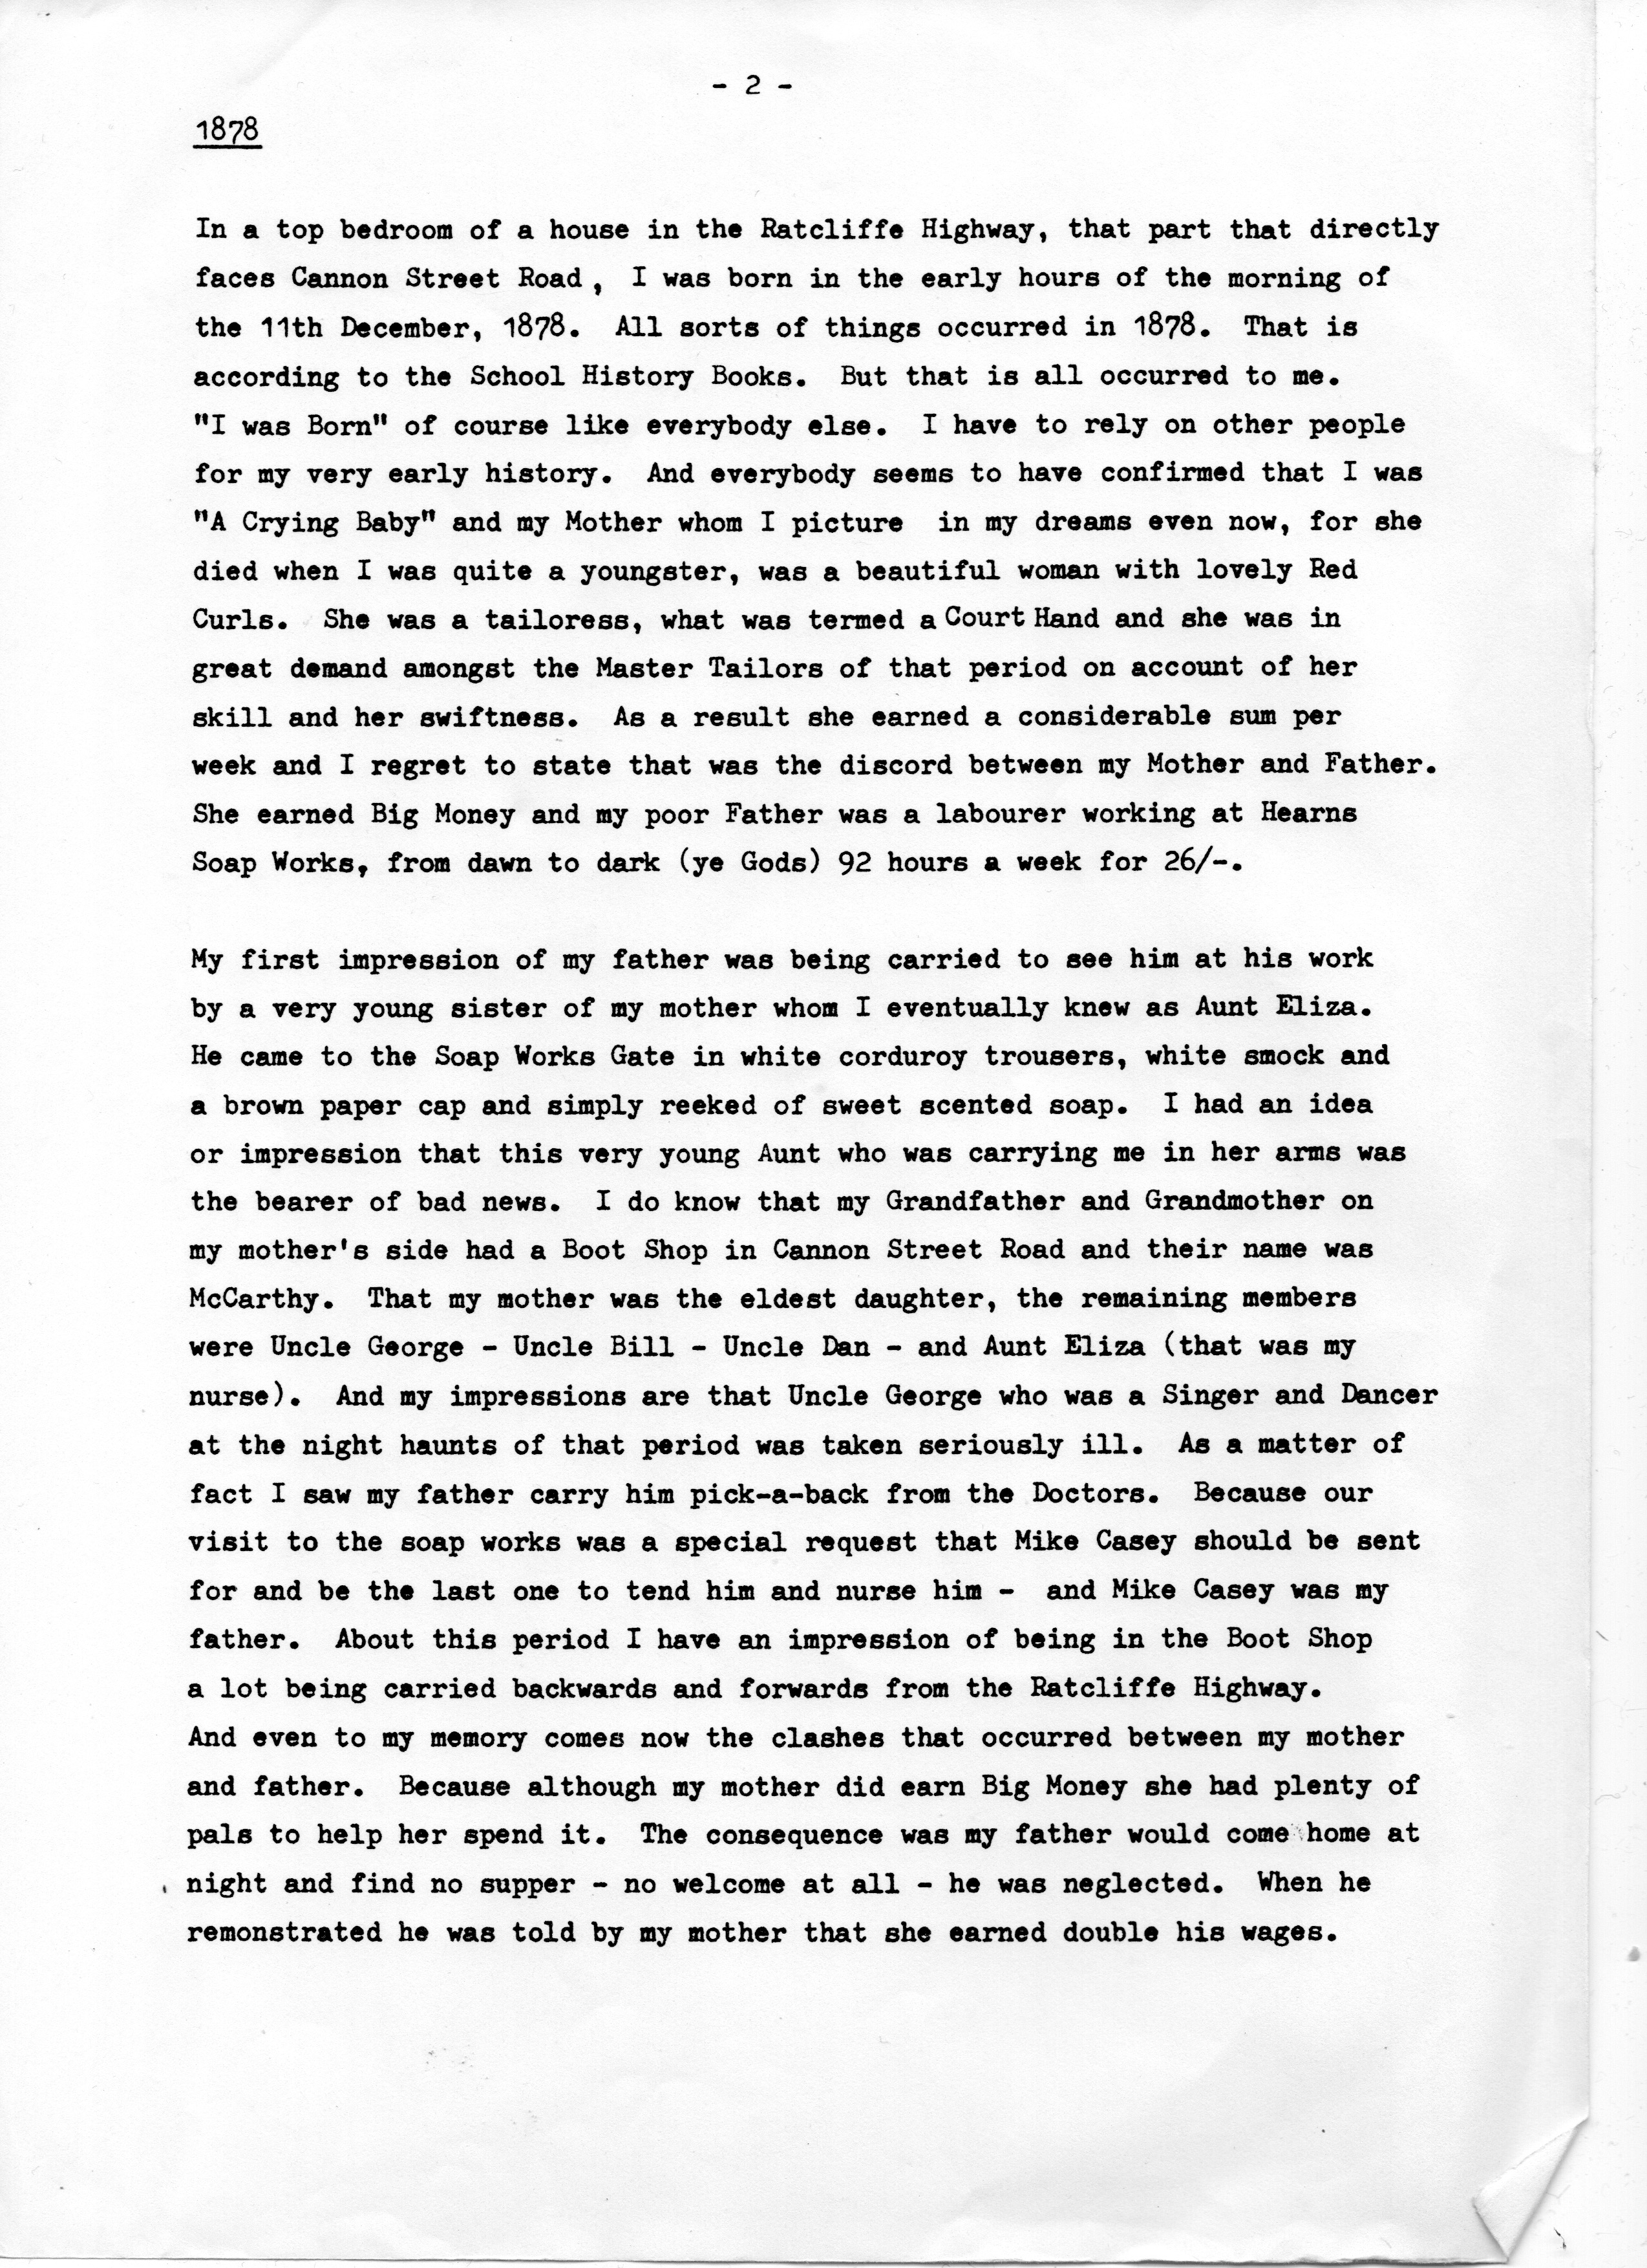 - 2 -
1878
In a top bedroom of a house in the Ratcliffe Highway, that part that directly
faces Cannon Street Road , I was born in the early hours of the morning of
the 11th December, 1878. All sorts of things occurred in 1878. That is
according to the School History Books. But that is all occurred to me.
"I was Born" of course like everybody else. I have to rely on other people
for my very early history. And everybody seems to have confirmed that I was
"A Crying Baby" and my Mother whom I picture in my dreams even now, for she
died when I was quite a youngster, was a beautiful woman with lovely Red
Curls. She was a tailoress, what was termed a Court Hand and she was in
great demand amongst the Master Tailors of that period on account of her
skill and her swiftness. As a result she earned a considerable sum per
week and I regret to state that was the discord between my Mother and Father.
She earned Big Money and my poor Father was a labourer working at Hearns
Soap Works, from dawn to dark (ye Gods) 92 hours a week for 26/-.
My first impression of my father was being carried to see him at his work
by a very young sister of my mother whom I eventually knew as Aunt Eliza.
He came to the Soap Works Gate in white corduroy trousers, white smock and
a brown paper cap and simply reeked of sweet scented soap. I had an idea
or impression that this very young Aunt who was carrying me in her arms was
the bearer of bad news. I do know that my Grandfather and Grandmother on
my mother's side had a Boot Shop in Cannon Street Road and their name was
McCarthy. That my mother was the eldest daughter, the remaining members
were Uncle George - Uncle Bill - Uncle Dan - and Aunt Eliza (that was my
nurse). And my impressions are that Uncle George who was a Singer and Dancer
at the night haunts of that period was taken seriously ill. As a matter of
fact I saw my father carry him pick-a-back from the Doctors. Because our
visit to the soap works was a special request that Mike Casey should be sent
for and be the last one to tend him and nurse him - and Mike Casey was my
father. About this period I have an impression of being in the Boot Shop
a lot being carried backwards and forwards from the Ratcliffe Highway.
And even to my memory comes now the clashes that occurred between my mother
and father. Because although my mother did earn Big Money she had plenty of
pals to help her spend it. The consequence was my father would come home at
night and find no supper - no welcome at all - he was neglected. When he
remonstrated he was told by my mother that she earned double his wages.